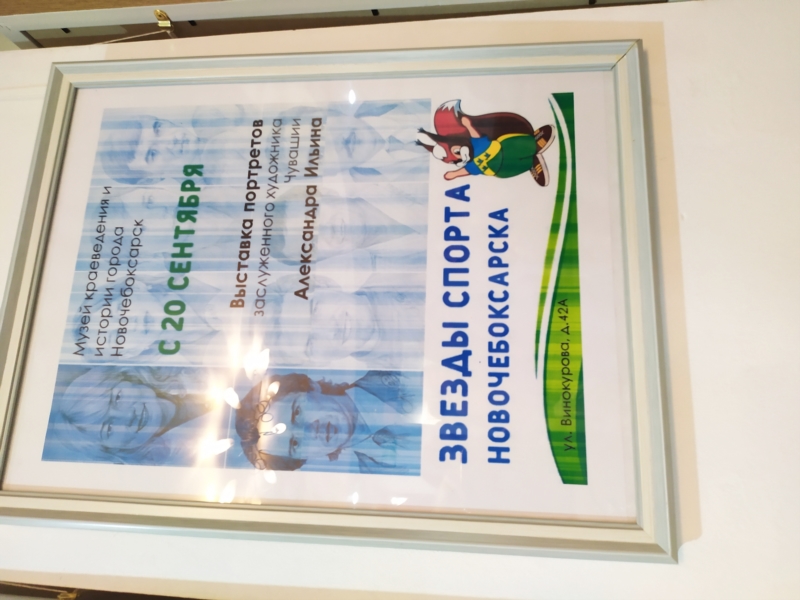 Музей краеведения и
истории города
Новочебоксарск
С 20 СЕНТЯБРЯ
Выставка портретов
заслуженного художника
Чувашии
Александра Ильина
ЗВЕЗДЫ СПОРТА
НОВОЧЕБОКСАРСКА
ул. Винокурова, д.42А